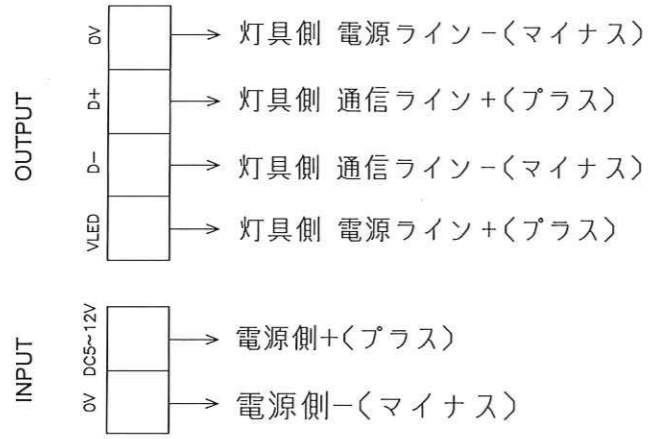 OUTPUT
0V 灯具側 電源ライン－(マイナス)
D+ 灯具側 通信ライン＋(プラス)
D− 灯具側 通信ライン－(マイナス)
VLED 灯具側 電源ライン＋(プラス)
INPUT
DC5~12V 電源側+(プラス)
0V 電源側−(マイナス)